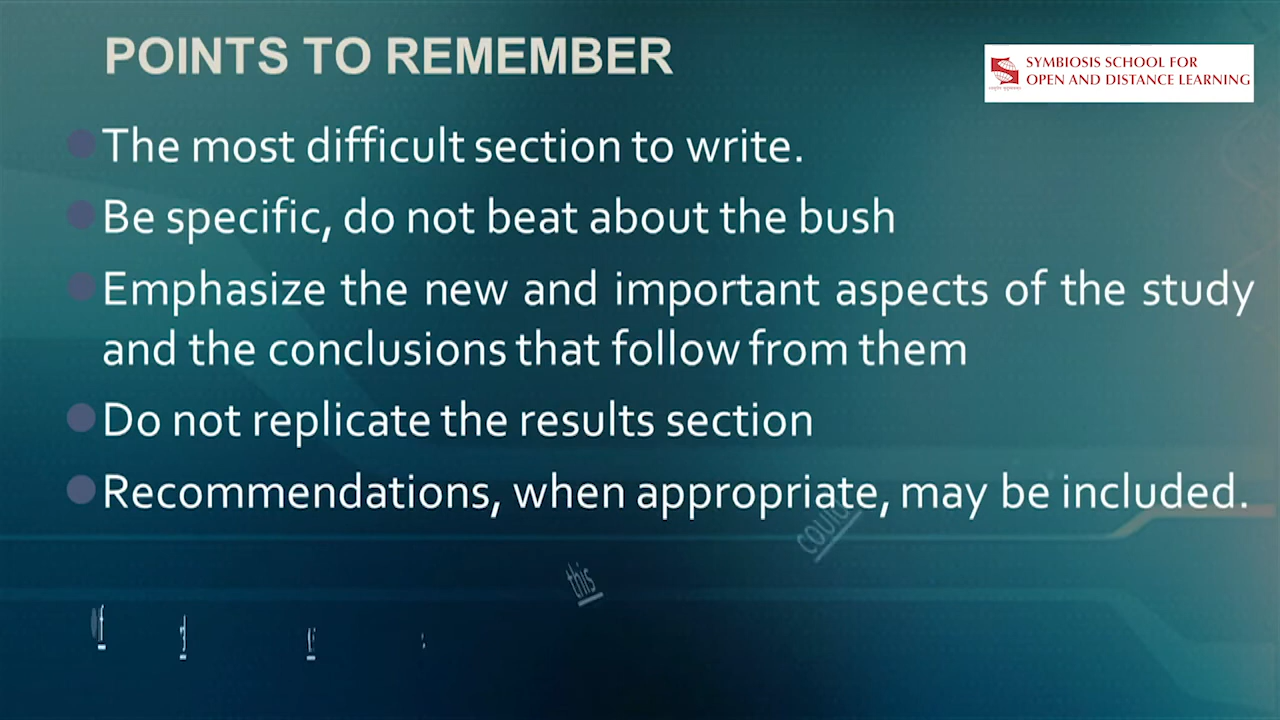 POINTS TO REMEMBER
SYMBIOSIS SCHOOL FOR
OPEN AND DISTANCE LEARNING
The most difficult section to write.
Be specific, do not beat about the bush
Emphasize the new and important aspects of the study
and the conclusions that follow from them
Do not replicate the results section
Recommendations, when appropriate, may be included.
could
this